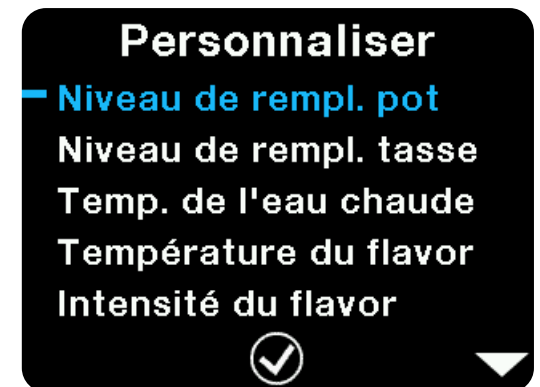 Personnaliser
Niveau de rempl. pot
Niveau de rempl. tasse
Temp. de l'eau chaude
Température du flavor
Intensité du flavor